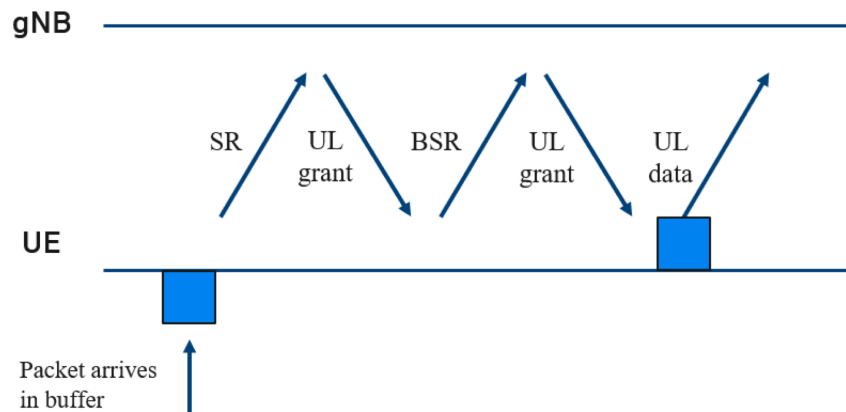 gNB
SR
UL
grant
BSR
UL
grant
UL
data
UE
Packet arrives
in buffer